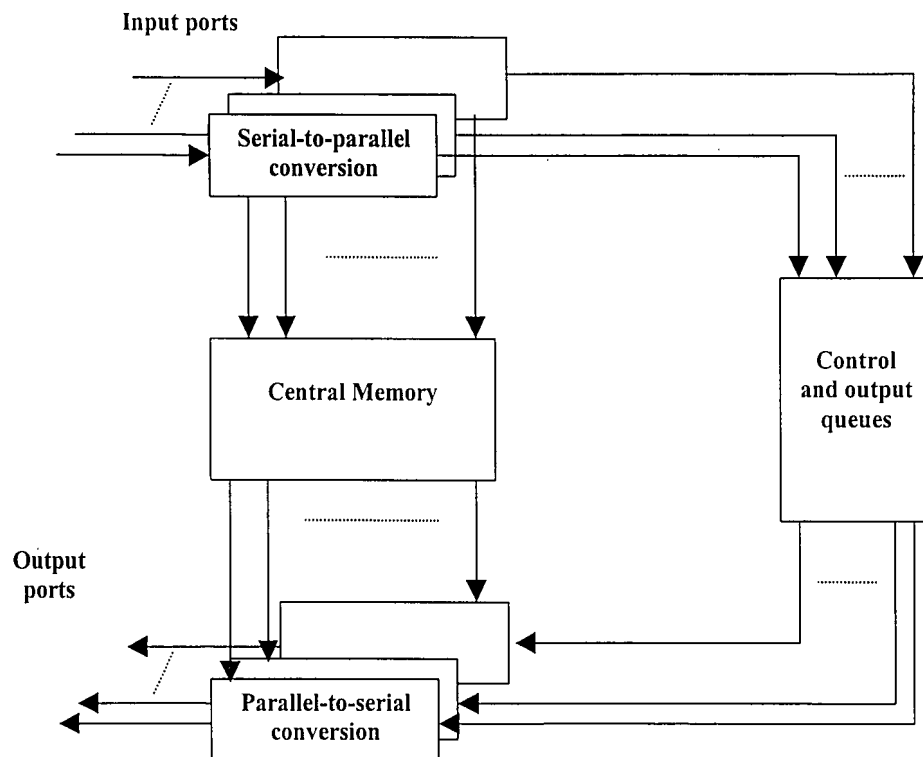 Input ports
Serial-to-parallel
conversion
Central Memory
Control
and output
queues
Output
ports
Parallel-to-serial
conversion